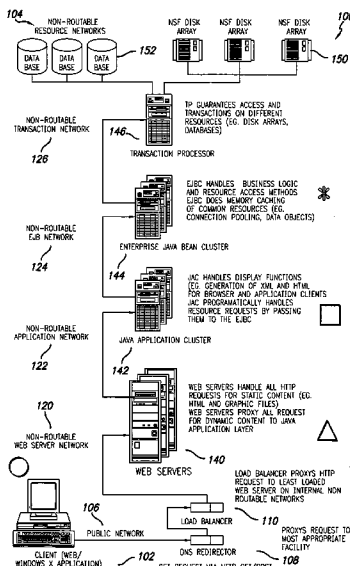 104
NON-ROUTABLE
RESOURCE NETWORKS
NSF DISK
ARRAY
NSF DISK
ARRAY
NSF DISK
ARRAY
DATA
BASE
DATA
BASE
DATA
BASE
152
150
NON-ROUTABLE
TRANSACTION NETWORK
126
146
TP GUARANTEES ACCESS AND
TRANSACTIONS ON DIFFERENT
RESOURCES (EG. DISK ARRAYS,
DATABASES)
TRANSACTION PROCESSOR
EJBC HANDLES BUSINESS LOGIC
AND RESOURCE ACCESS METHODS
EJBC DOES MEMORY CACHING
OF COMMON RESOURCES (EG.
CONNECTION POOLING, DATA OBJECTS)
NON-ROUTABLE
EJB NETWORK
124
ENTERPRISE JAVA BEAN CLUSTER
144
JAC HANDLES DISPLAY FUNCTIONS
(EG. GENERATION OF XML AND HTML
FOR BROWSER AND APPLICATION CLIENTS
JAC PROGRAMATICALLY HANDLES
RESOURCE REQUESTS BY PASSING
THEM TO THE EJBC
NON-ROUTABLE
APPLICATION NETWORK
122
JAVA APPLICATION CLUSTER
142
WEB SERVERS HANDLE ALL HTTP
REQUESTS FOR STATIC CONTENT (EG.
HTML AND GRAPHIC FILES)
WEB SERVERS PROXY ALL REQUEST
FOR DYNAMIC CONTENT TO JAVA
APPLICATION LAYER
120
NON-ROUTABLE
WEB SERVER NETWORK
WEB SERVERS
140
LOAD BALANCER PROXYS HTTP
REQUEST TO LEAST LOADED
WEB SERVER ON INTERNAL NON
ROUTABLE NETWORKS
106
PUBLIC NETWORK
LOAD BALANCER
110
PROXYS REQUEST TO
MOST APPROPRIATE
FACILITY
DNS REDIRECTOR
108
CLIENT (WEB/
WINDOWS X APPLICATION)
102